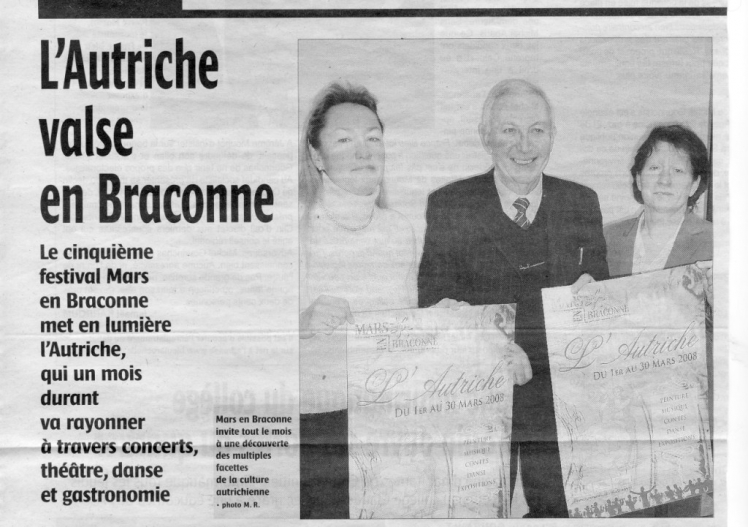 L'Autriche
valse
en Braconne
Le cinquième
festival Mars
en Braconne
met en lumière
l'Autriche,
qui un mois
durant
va rayonner
à travers concerts,
théâtre, danse
et gastronomie
Mars en Braconne
invite tout le mois
à une découverte
des multiples
facettes
de la culture
autrichienne
• photo M. R.
MARS
EN BRACONNE
L'Autriche
DU 1ER AU 30 MARS 2008
EN BRACONNE
L'Autriche
DU 1ER AU 30 MARS 2008